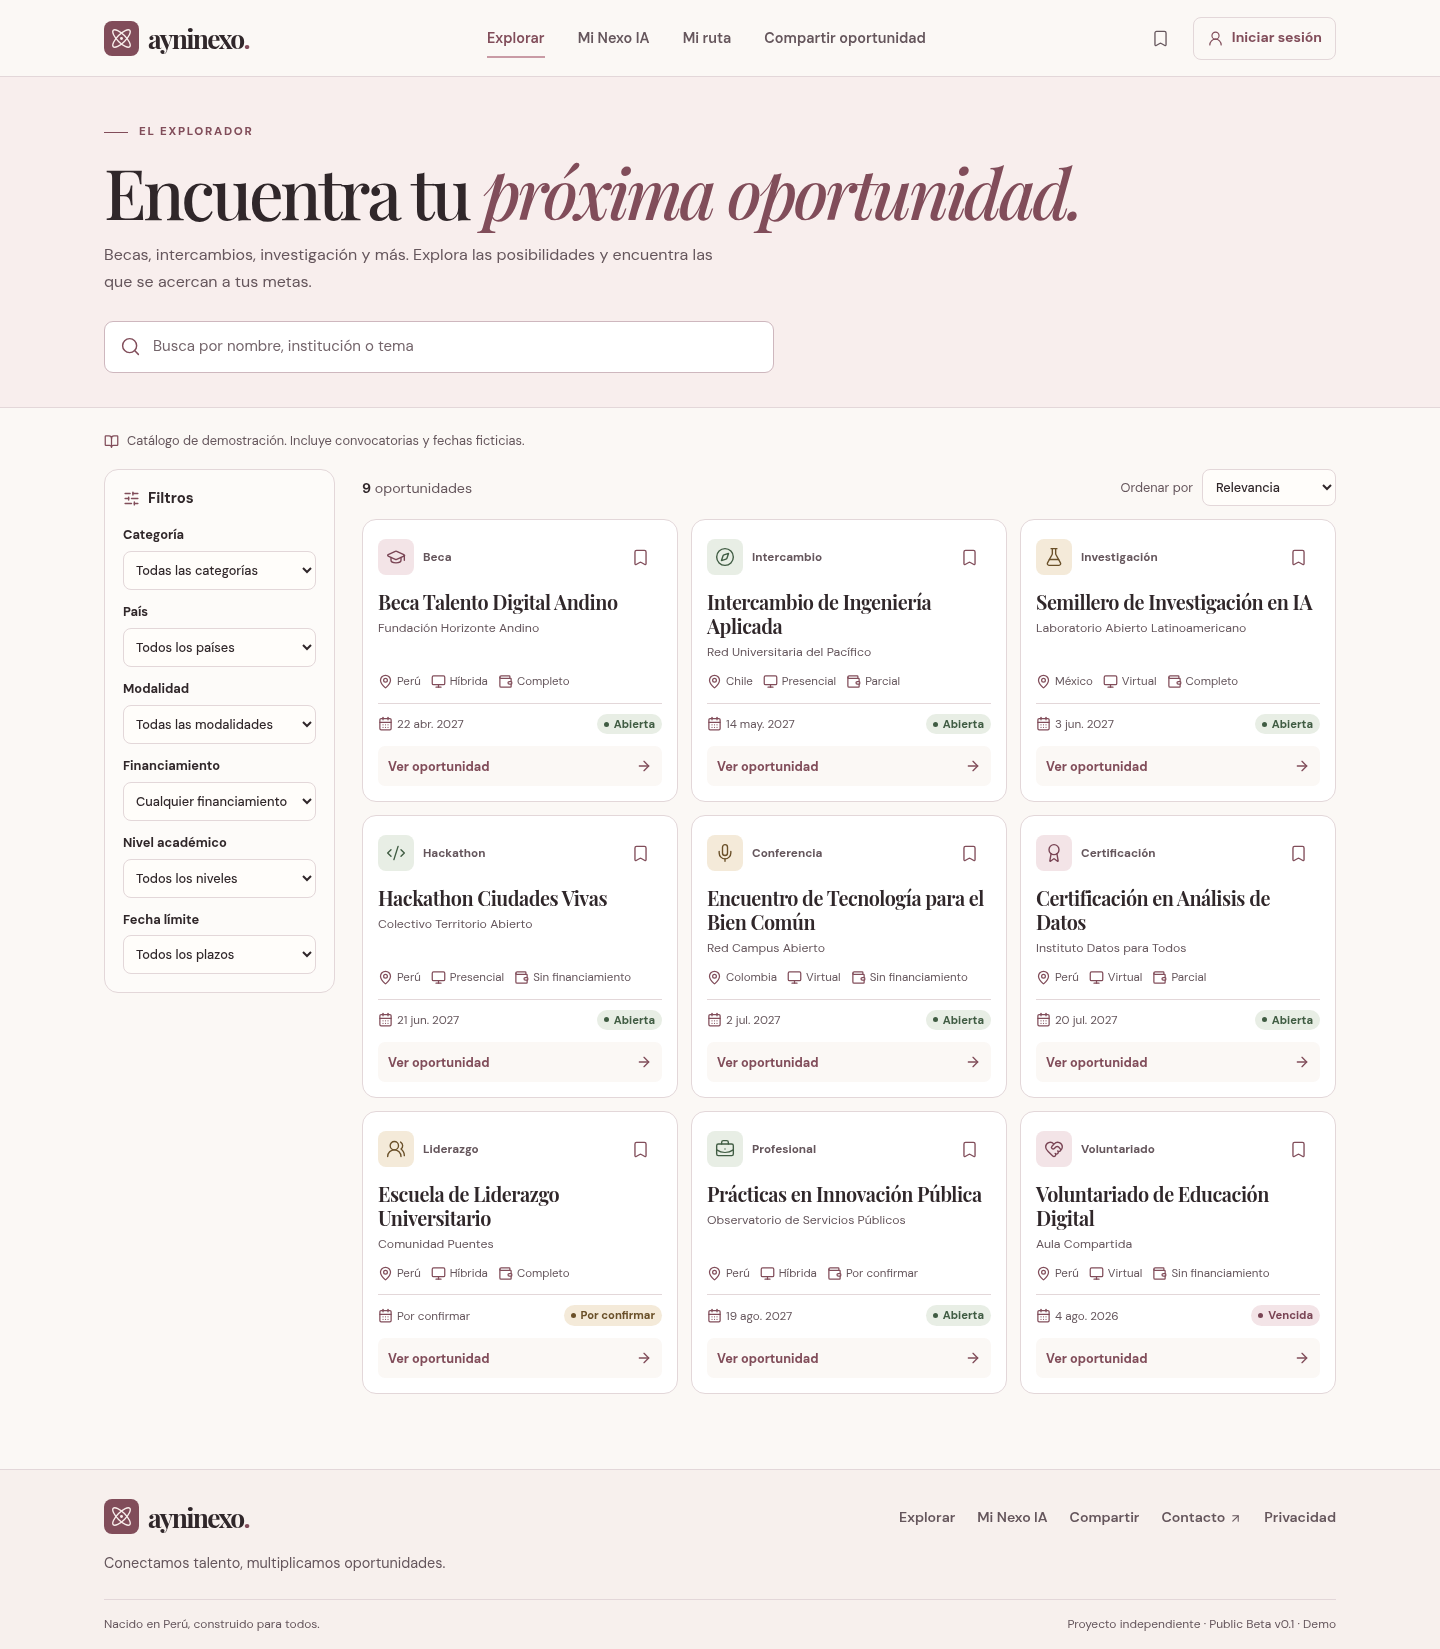 ayninexo.
Explorar
Mi Nexo IA
Mi ruta
Compartir oportunidad
Iniciar sesión
EL EXPLORADOR
Encuentra tu próxima oportunidad.
Becas, intercambios, investigación y más. Explora las posibilidades y encuentra las
que se acercan a tus metas.
Busca por nombre, institución o tema
Catálogo de demostración. Incluye convocatorias y fechas ficticias.
Filtros
Categoría
Todas las categorías
País
Todos los países
Modalidad
Todas las modalidades
Financiamiento
Cualquier financiamiento
Nivel académico
Todos los niveles
Fecha límite
Todos los plazos
9 oportunidades
Ordenar por
Relevancia
Beca
Beca Talento Digital Andino
Fundación Horizonte Andino
Perú Híbrida Completo
22 abr. 2027
Abierta
Ver oportunidad
Intercambio
Intercambio de Ingeniería
Aplicada
Red Universitaria del Pacífico
Chile Presencial Parcial
14 may. 2027
Abierta
Ver oportunidad
Investigación
Semillero de Investigación en IA
Laboratorio Abierto Latinoamericano
México Virtual Completo
3 jun. 2027
Abierta
Ver oportunidad
Hackathon
Hackathon Ciudades Vivas
Colectivo Territorio Abierto
Perú Presencial Sin financiamiento
21 jun. 2027
Abierta
Ver oportunidad
Conferencia
Encuentro de Tecnología para el
Bien Común
Red Campus Abierto
Colombia Virtual Sin financiamiento
2 jul. 2027
Abierta
Ver oportunidad
Certificación
Certificación en Análisis de
Datos
Instituto Datos para Todos
Perú Virtual Parcial
20 jul. 2027
Abierta
Ver oportunidad
Liderazgo
Escuela de Liderazgo
Universitario
Comunidad Puentes
Perú Híbrida Completo
Por confirmar
Por confirmar
Ver oportunidad
Profesional
Prácticas en Innovación Pública
Observatorio de Servicios Públicos
Perú Híbrida Por confirmar
19 ago. 2027
Abierta
Ver oportunidad
Voluntariado
Voluntariado de Educación
Digital
Aula Compartida
Perú Virtual Sin financiamiento
4 ago. 2026
Vencida
Ver oportunidad
ayninexo.
Explorar
Mi Nexo IA
Compartir
Contacto
Privacidad
Conectamos talento, multiplicamos oportunidades.
Nacido en Perú, construido para todos.
Proyecto independiente · Public Beta v0.1 · Demo